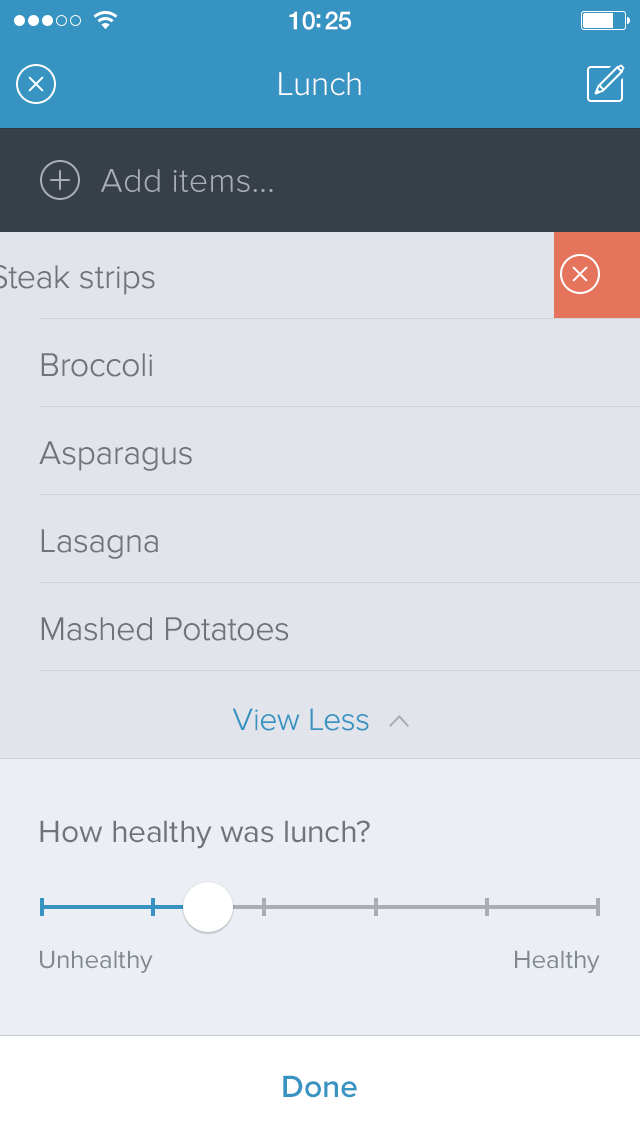 10:25
Lunch
Add items...
Steak strips
Broccoli
Asparagus
Lasagna
Mashed Potatoes
View Less
How healthy was lunch?
Unhealthy Healthy
Done